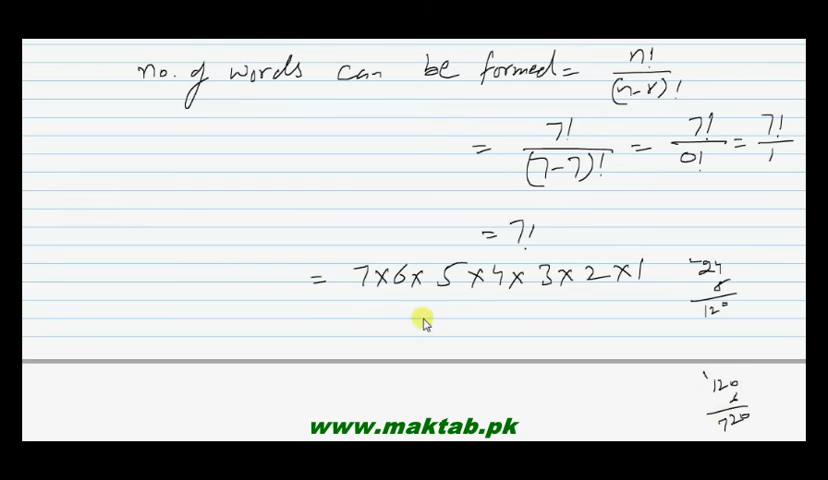 no. of words can be formed = n!/(n-r)!
= 7!/(7-7)! = 7!/0! = 7!/1
= 7!
= 7×6×5×4×3×2×1
24
5
120
120
6
720
www.maktab.pk